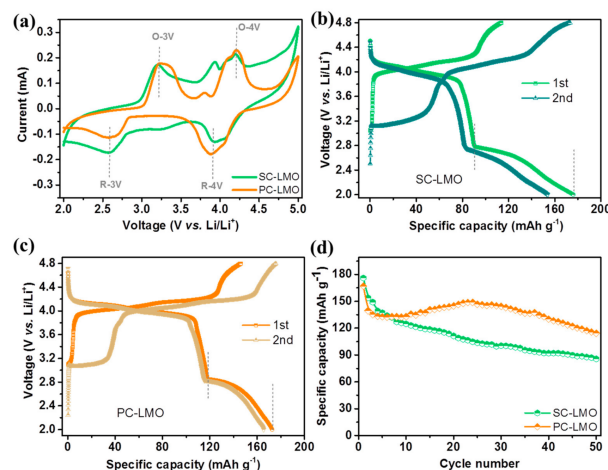 (a)
Current (mA)
0.3
0.2
0.1
0.0
-0.1
-0.2
-0.3
O-3V
O-4V
R-3V
R-4V
SC-LMO
PC-LMO
2.0 2.5 3.0 3.5 4.0 4.5 5.0
Voltage (V vs. Li/Li⁺)
(b)
Voltage (V vs. Li/Li⁺)
4.8
4.4
4.0
3.6
3.2
2.8
2.4
2.0
1st
2nd
SC-LMO
0 40 80 120 160 200
Specific capacity (mAh g⁻¹)
(c)
Voltage (V vs. Li/Li⁺)
4.8
4.4
4.0
3.6
3.2
2.8
2.4
2.0
1st
2nd
PC-LMO
0 40 80 120 160 200
Specific capacity (mAh g⁻¹)
(d)
Specific capacity (mAh g⁻¹)
180
150
120
90
60
30
0
SC-LMO
PC-LMO
0 10 20 30 40 50
Cycle number